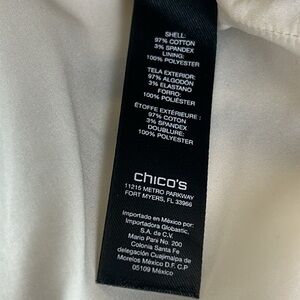 SHELL:
97% COTTON
3% SPANDEX
LINING:
100% POLYESTER
TELA EXTERIOR:
97% ALGODÓN
3% ELASTANO
FORRO:
100% POLIÉSTER
ÉTOFFE EXTÉRIEURE :
97% COTON
3% SPANDEX
DOUBLURE:
100% POLYESTER
chico's
11215 METRO PARKWAY
FORT MYERS, FL 33966
Importado en México por:
Importadora Globastic,
S.A. de C.V.
Mario Pani No. 200
Colonia Santa Fe
delegación Cuajimalpa de
Morelos México D.F. C.P
05109 México